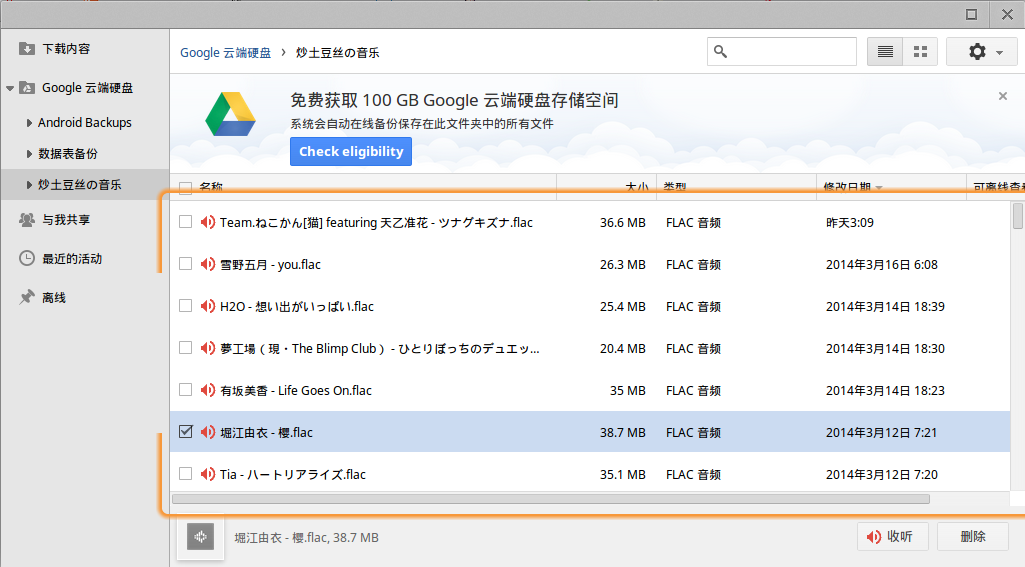 下载内容
Google 云端硬盘
Android Backups
数据表备份
炒土豆丝の音乐
与我共享
最近的活动
离线
Google 云端硬盘 › 炒土豆丝の音乐
免费获取 100 GB Google 云端硬盘存储空间
系统会自动在线备份保存在此文件夹中的所有文件
Check eligibility
名称 大小 类型 修改日期 可离线查看
Team.ねこかん[猫] featuring 天乙准花 - ツナグキズナ.flac 36.6 MB FLAC 音频 昨天3:09
雪野五月 - you.flac 26.3 MB FLAC 音频 2014年3月16日 6:08
H2O - 想い出がいっぱい.flac 25.4 MB FLAC 音频 2014年3月14日 18:39
夢工場（現・The Blimp Club） - ひとりぼっちのデュエッ... 20.4 MB FLAC 音频 2014年3月14日 18:30
有坂美香 - Life Goes On.flac 35 MB FLAC 音频 2014年3月14日 18:23
堀江由衣 - 櫻.flac 38.7 MB FLAC 音频 2014年3月12日 7:21
Tia - ハートリアライズ.flac 35.1 MB FLAC 音频 2014年3月12日 7:20
堀江由衣 - 櫻.flac, 38.7 MB
收听
删除